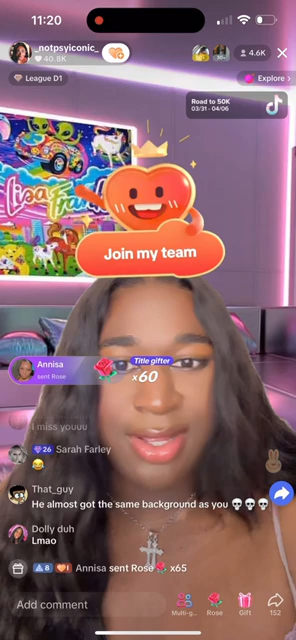 11:20
_notpsyiconic_
40.8K
30+
4.6K
League D1
Explore >
Road to 50K
03/31 - 04/06
Lisa Frank
Join my team
Annisa
sent Rose
Title gifter
x60
I miss youuu
26 Sarah Farley
😂
That_guy
He almost got the same background as you 💀💀💀
Dolly duh
Lmao
8 1 Annisa sent Rose 🌹 x65
Add comment
Multi-g...
Rose
Gift
152